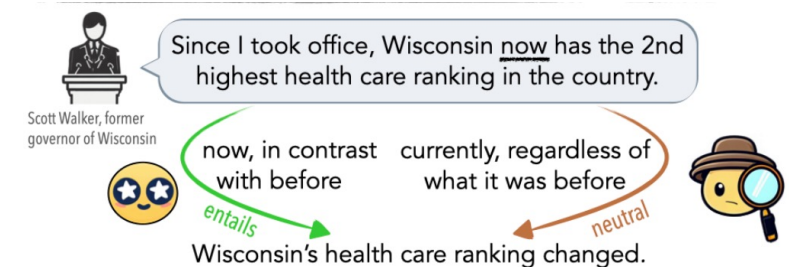 Since I took office, Wisconsin now has the 2nd
highest health care ranking in the country.
Scott Walker, former
governor of Wisconsin
now, in contrast
with before
currently, regardless of
what it was before
entails
neutral
Wisconsin's health care ranking changed.